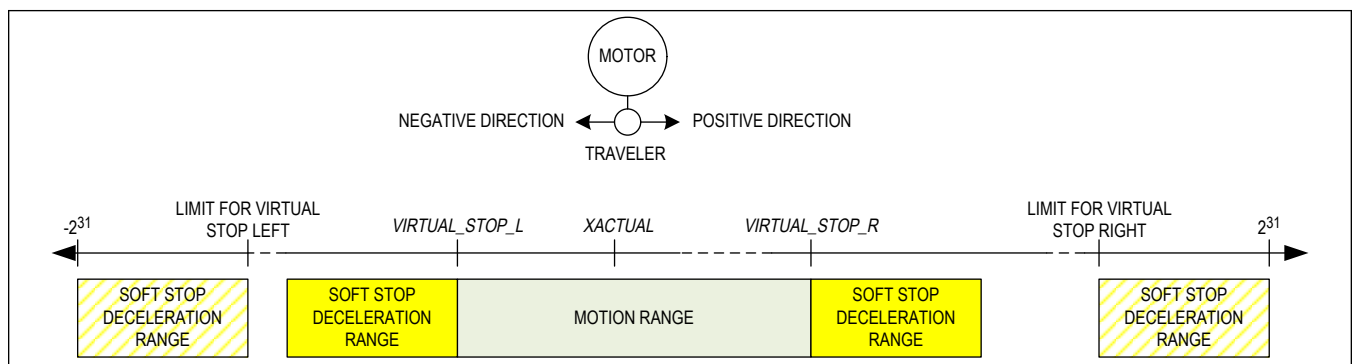 MOTOR
NEGATIVE DIRECTION
POSITIVE DIRECTION
TRAVELER
-2³¹
LIMIT FOR VIRTUAL
STOP LEFT
VIRTUAL_STOP_L
XACTUAL
VIRTUAL_STOP_R
LIMIT FOR VIRTUAL
STOP RIGHT
2³¹
SOFT STOP
DECELERATION
RANGE
SOFT STOP
DECELERATION
RANGE
MOTION RANGE
SOFT STOP
DECELERATION
RANGE
SOFT STOP
DECELERATION
RANGE